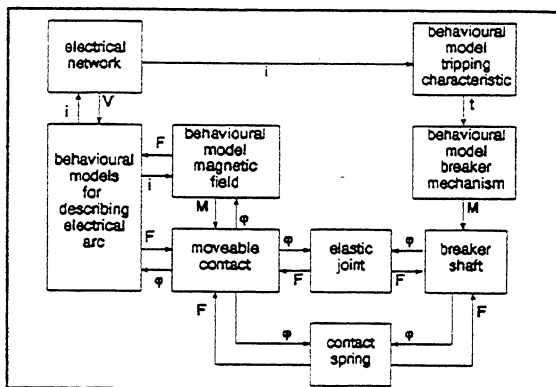 electrical
network
i
behavioural
model
tripping
characteristic
i
V
t
behavioural
models
for
describing
electrical
arc
F
i
behavioural
model
magnetic
field
behavioural
model
breaker
mechanism
M
φ
M
F
φ
moveable
contact
φ
F
elastic
joint
φ
F
breaker
shaft
F
φ
contact
spring
φ
F